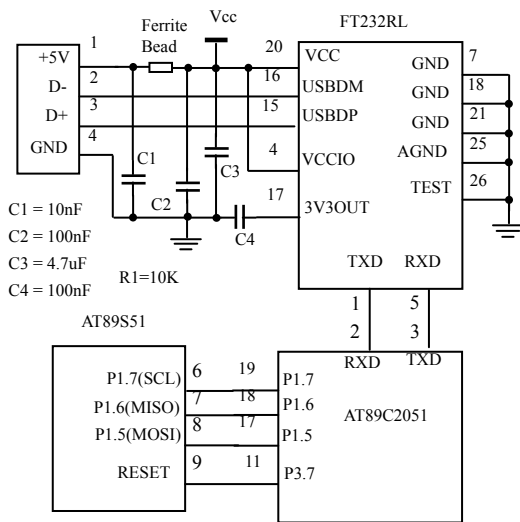 FT232RL
Ferrite
Bead
Vcc
1
+5V
2
D-
3
D+
4
GND
20
VCC
16
USBDM
15
USBDP
4
VCCIO
17
3V3OUT
GND
7
GND
18
GND
21
AGND
25
TEST
26
C1
C2
C3
C4
C1 = 10nF
C2 = 100nF
C3 = 4.7uF
C4 = 100nF
R1=10K
TXD
RXD
1
5
2
3
RXD
TXD
AT89S51
AT89C2051
P1.7(SCL)
6
19
P1.7
P1.6(MISO)
7
18
P1.6
P1.5(MOSI)
8
17
P1.5
RESET
9
11
P3.7